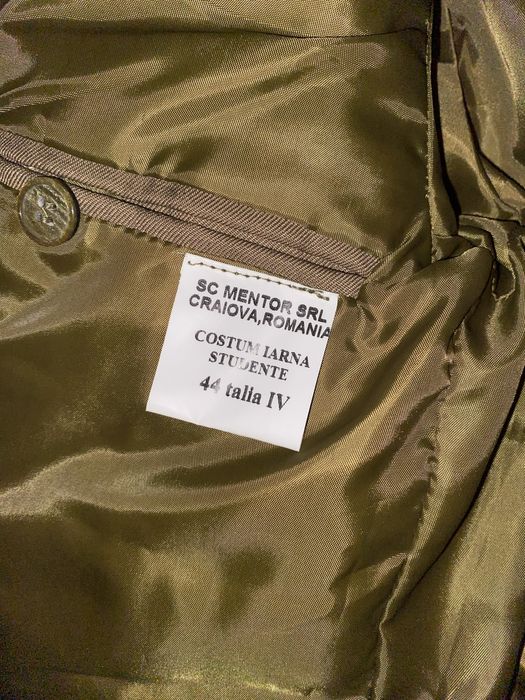 SC MENTOR SRL
CRAIOVA,ROMANIA
COSTUM IARNA
STUDENTE
44 talia IV